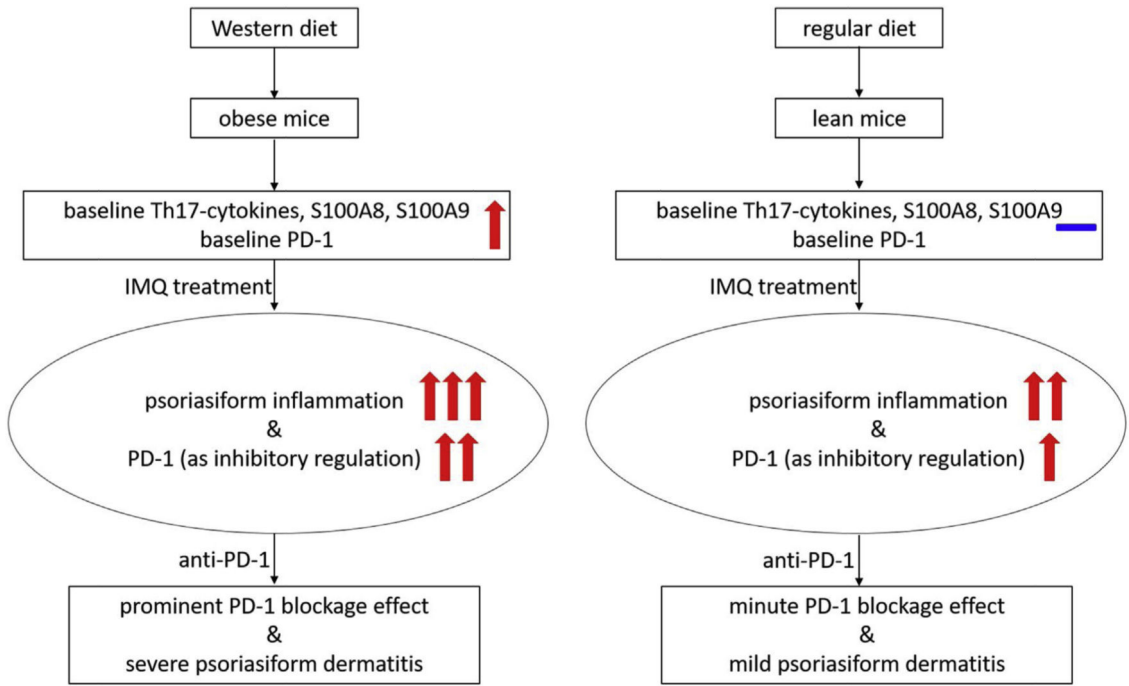 Western diet
obese mice
baseline Th17-cytokines, S100A8, S100A9
baseline PD-1
IMQ treatment
psoriasiform inflammation
&
PD-1 (as inhibitory regulation)
anti-PD-1
prominent PD-1 blockage effect
&
severe psoriasiform dermatitis
regular diet
lean mice
baseline Th17-cytokines, S100A8, S100A9
baseline PD-1
IMQ treatment
psoriasiform inflammation
&
PD-1 (as inhibitory regulation)
anti-PD-1
minute PD-1 blockage effect
&
mild psoriasiform dermatitis